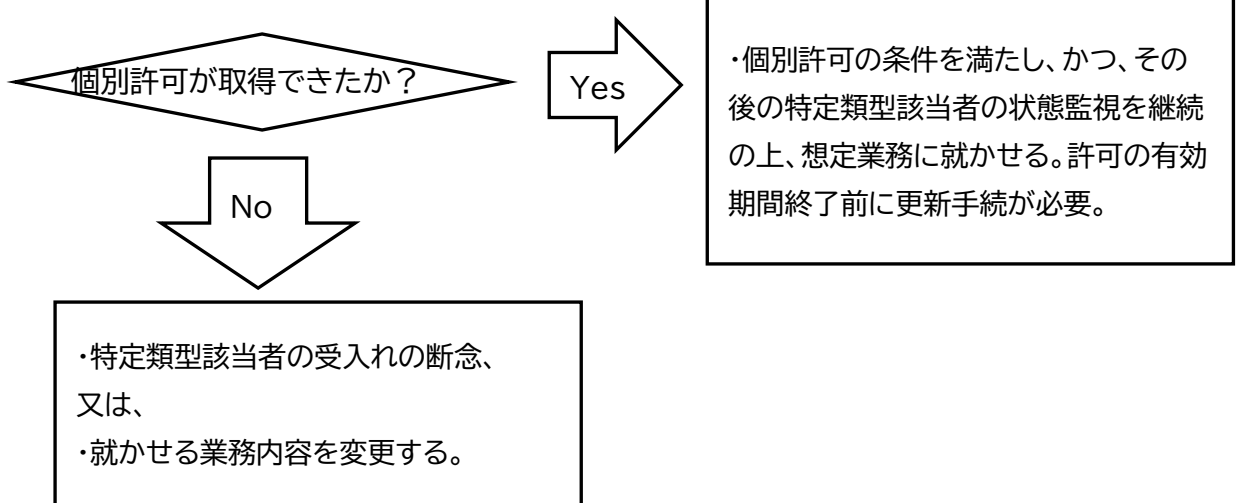 個別許可が取得できたか？
Yes
・個別許可の条件を満たし、かつ、その
後の特定類型該当者の状態監視を継続
の上、想定業務に就かせる。許可の有効
期間終了前に更新手続が必要。
No
・特定類型該当者の受入れの断念、
又は、
・就かせる業務内容を変更する。